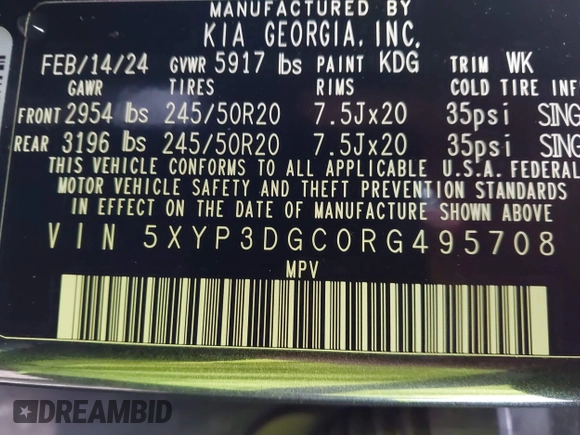 MANUFACTURED BY
KIA GEORGIA, INC.
FEB/14/24 GVWR 5917 lbs PAINT KDG TRIM WK
GAWR TIRES RIMS COLD TIRE INF
FRONT 2954 lbs 245/50R20 7.5Jx20 35psi SING
REAR 3196 lbs 245/50R20 7.5Jx20 35psi SING
THIS VEHICLE CONFORMS TO ALL APPLICABLE U.S.A. FEDERAL
MOTOR VEHICLE SAFETY AND THEFT PREVENTION STANDARDS
IN EFFECT ON THE DATE OF MANUFACTURE SHOWN ABOVE
VIN 5XYP3DGC0RG495708
MPV
DREAMBID